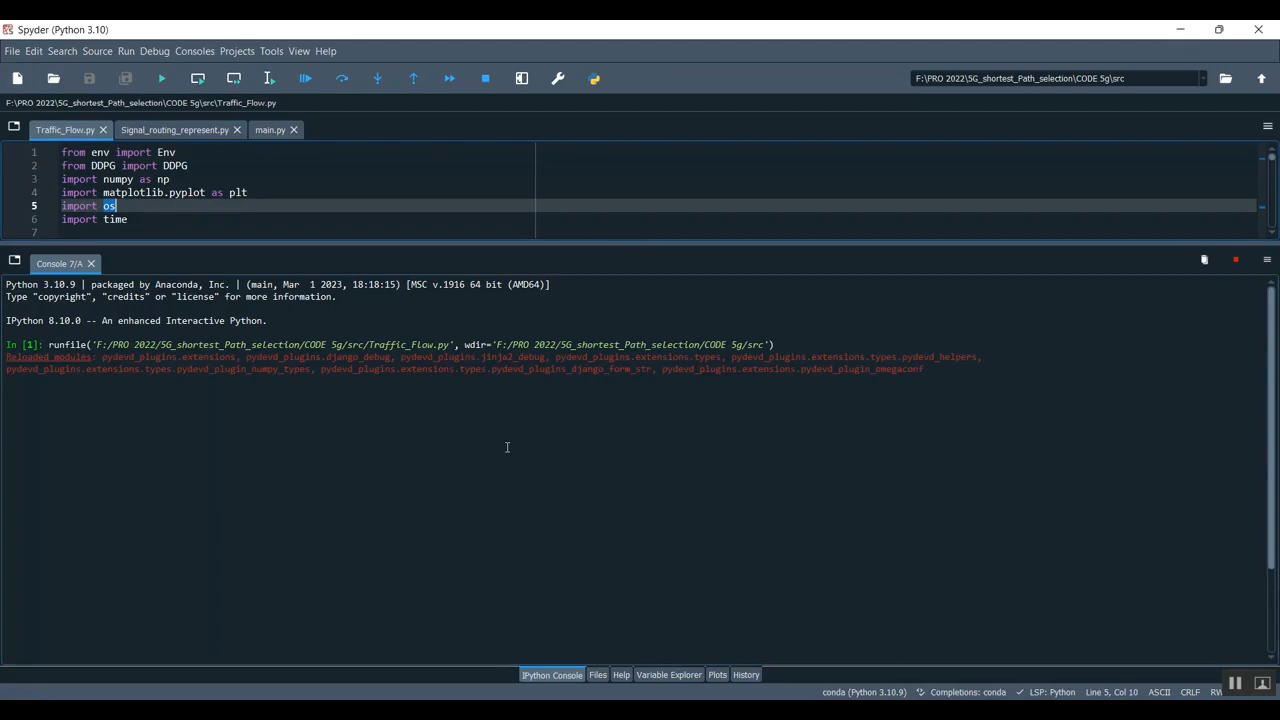 Spyder (Python 3.10)
File Edit Search Source Run Debug Consoles Projects Tools View Help
F:\PRO 2022\5G_shortest_Path_selection\CODE 5g\src
F:\PRO 2022\5G_shortest_Path_selection\CODE 5g\src\Traffic_Flow.py
Traffic_Flow.py Signal_routing_represent.py main.py
1 from env import Env
2 from DDPG import DDPG
3 import numpy as np
4 import matplotlib.pyplot as plt
5 import os
6 import time
7
Console 7/A
Python 3.10.9 | packaged by Anaconda, Inc. | (main, Mar  1 2023, 18:18:15) [MSC v.1916 64 bit (AMD64)]
Type "copyright", "credits" or "license" for more information.
IPython 8.10.0 -- An enhanced Interactive Python.
In [1]: runfile('F:/PRO 2022/5G_shortest_Path_selection/CODE 5g/src/Traffic_Flow.py', wdir='F:/PRO 2022/5G_shortest_Path_selection/CODE 5g/src')
Reloaded modules: pydevd_plugins.extensions, pydevd_plugins.django_debug, pydevd_plugins.jinja2_debug, pydevd_plugins.extensions.types, pydevd_plugins.extensions.types.pydevd_helpers,
pydevd_plugins.extensions.types.pydevd_plugin_numpy_types, pydevd_plugins.extensions.types.pydevd_plugins_django_form_str, pydevd_plugins.extensions.pydevd_plugin_omegaconf
IPython Console Files Help Variable Explorer Plots History
conda (Python 3.10.9) Completions: conda LSP: Python Line 5, Col 10 ASCII CRLF RW